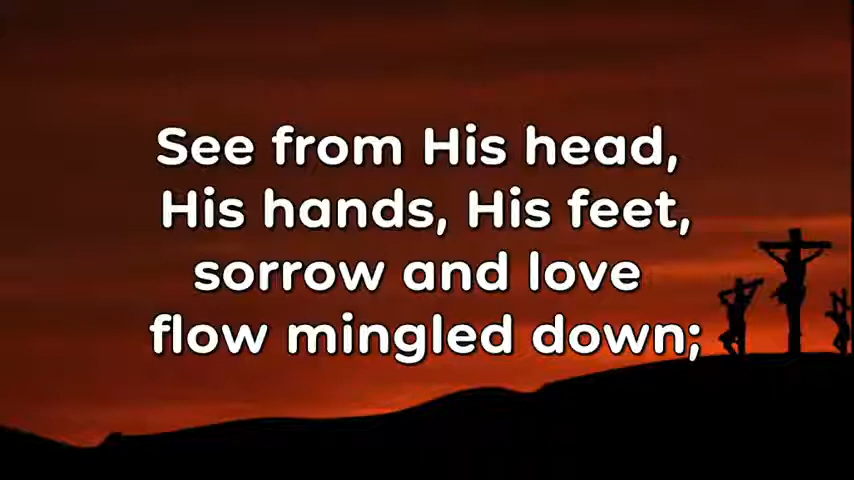 See from His head,
His hands, His feet,
sorrow and love
flow mingled down;